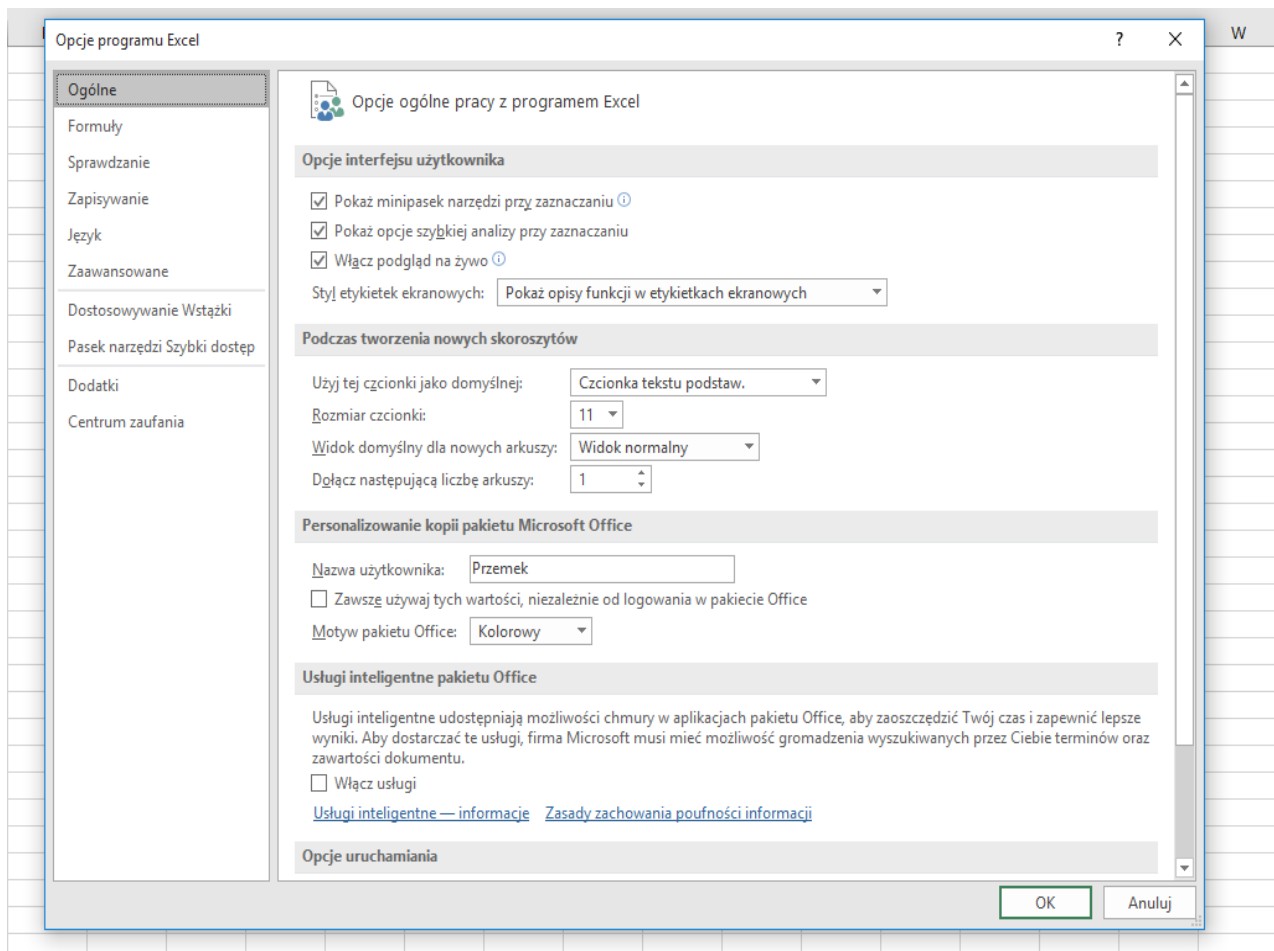 W
Opcje programu Excel
?
Ogólne
Formuły
Sprawdzanie
Zapisywanie
Język
Zaawansowane
Dostosowywanie Wstążki
Pasek narzędzi Szybki dostęp
Dodatki
Centrum zaufania
Opcje ogólne pracy z programem Excel
Opcje interfejsu użytkownika
Pokaż minipasek narzędzi przy zaznaczaniu
Pokaż opcje szybkiej analizy przy zaznaczaniu
Włącz podgląd na żywo
Styl etykietek ekranowych: Pokaż opisy funkcji w etykietkach ekranowych
Podczas tworzenia nowych skoroszytów
Użyj tej czcionki jako domyślnej: Czcionka tekstu podstaw.
Rozmiar czcionki: 11
Widok domyślny dla nowych arkuszy: Widok normalny
Dołącz następującą liczbę arkuszy: 1
Personalizowanie kopii pakietu Microsoft Office
Nazwa użytkownika: Przemek
Zawsze używaj tych wartości, niezależnie od logowania w pakiecie Office
Motyw pakietu Office: Kolorowy
Usługi inteligentne pakietu Office
Usługi inteligentne udostępniają możliwości chmury w aplikacjach pakietu Office, aby zaoszczędzić Twój czas i zapewnić lepsze
wyniki. Aby dostarczać te usługi, firma Microsoft musi mieć możliwość gromadzenia wyszukiwanych przez Ciebie terminów oraz
zawartości dokumentu.
Włącz usługi
Usługi inteligentne — informacje Zasady zachowania poufności informacji
Opcje uruchamiania
OK Anuluj